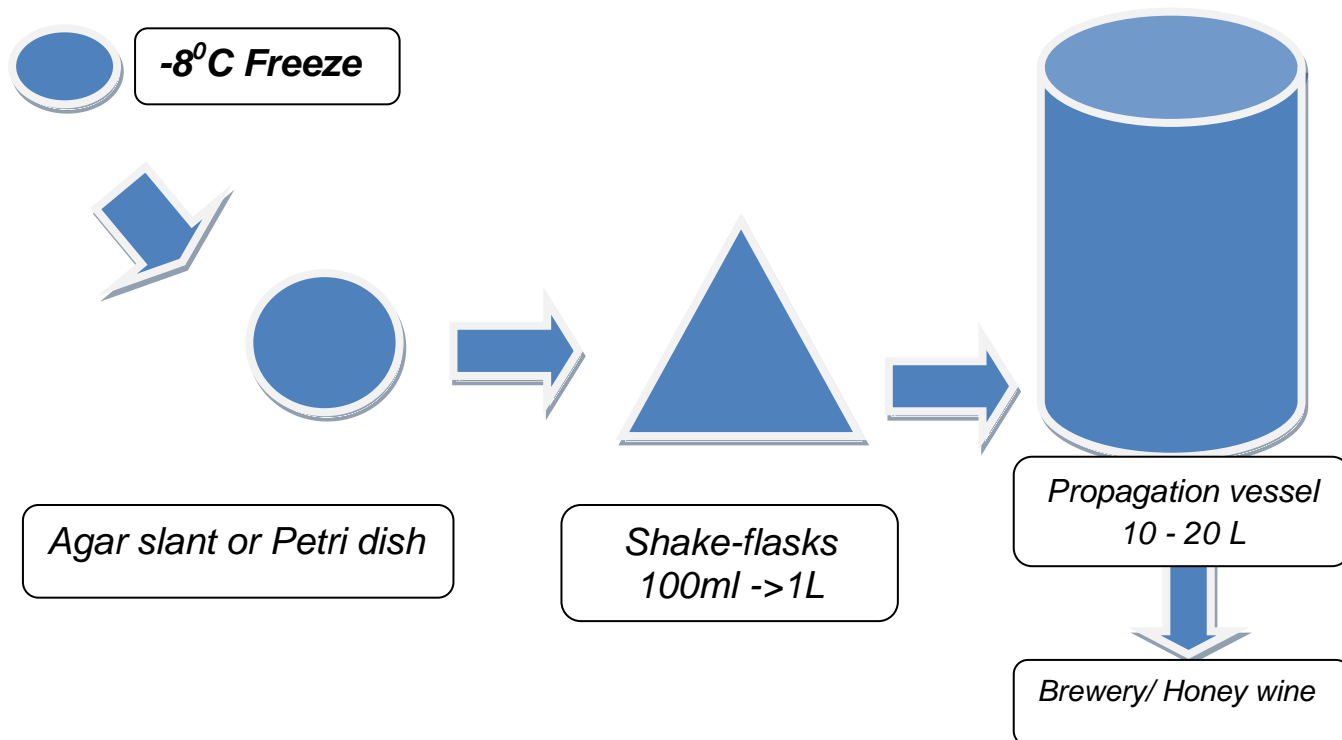 -8⁰C Freeze
Agar slant or Petri dish
Shake-flasks
100ml ->1L
Propagation vessel
10 - 20 L
Brewery/ Honey wine